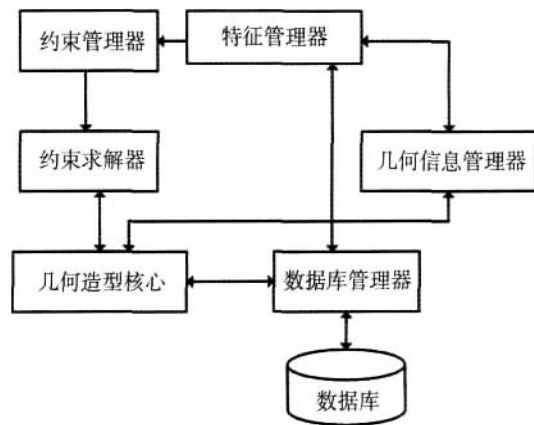 约束管理器
特征管理器
约束求解器
几何信息管理器
几何造型核心
数据库管理器
数据库